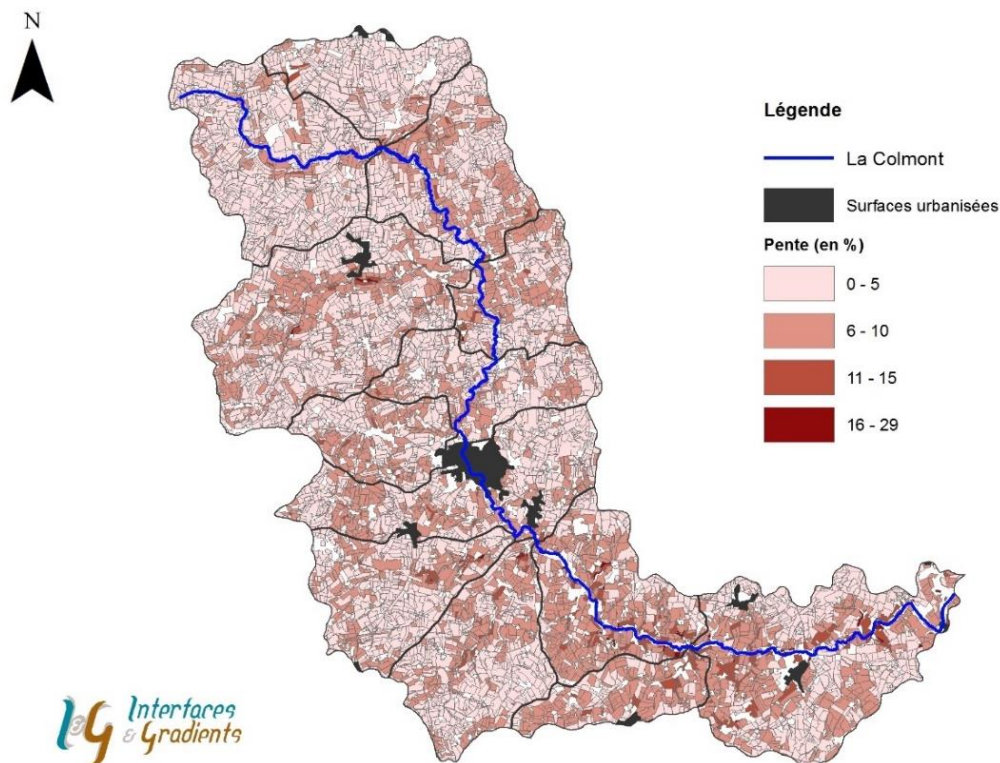 N
Légende
La Colmont
Surfaces urbanisées
Pente (en %)
0 - 5
6 - 10
11 - 15
16 - 29
I&G Interfaces
& Gradients